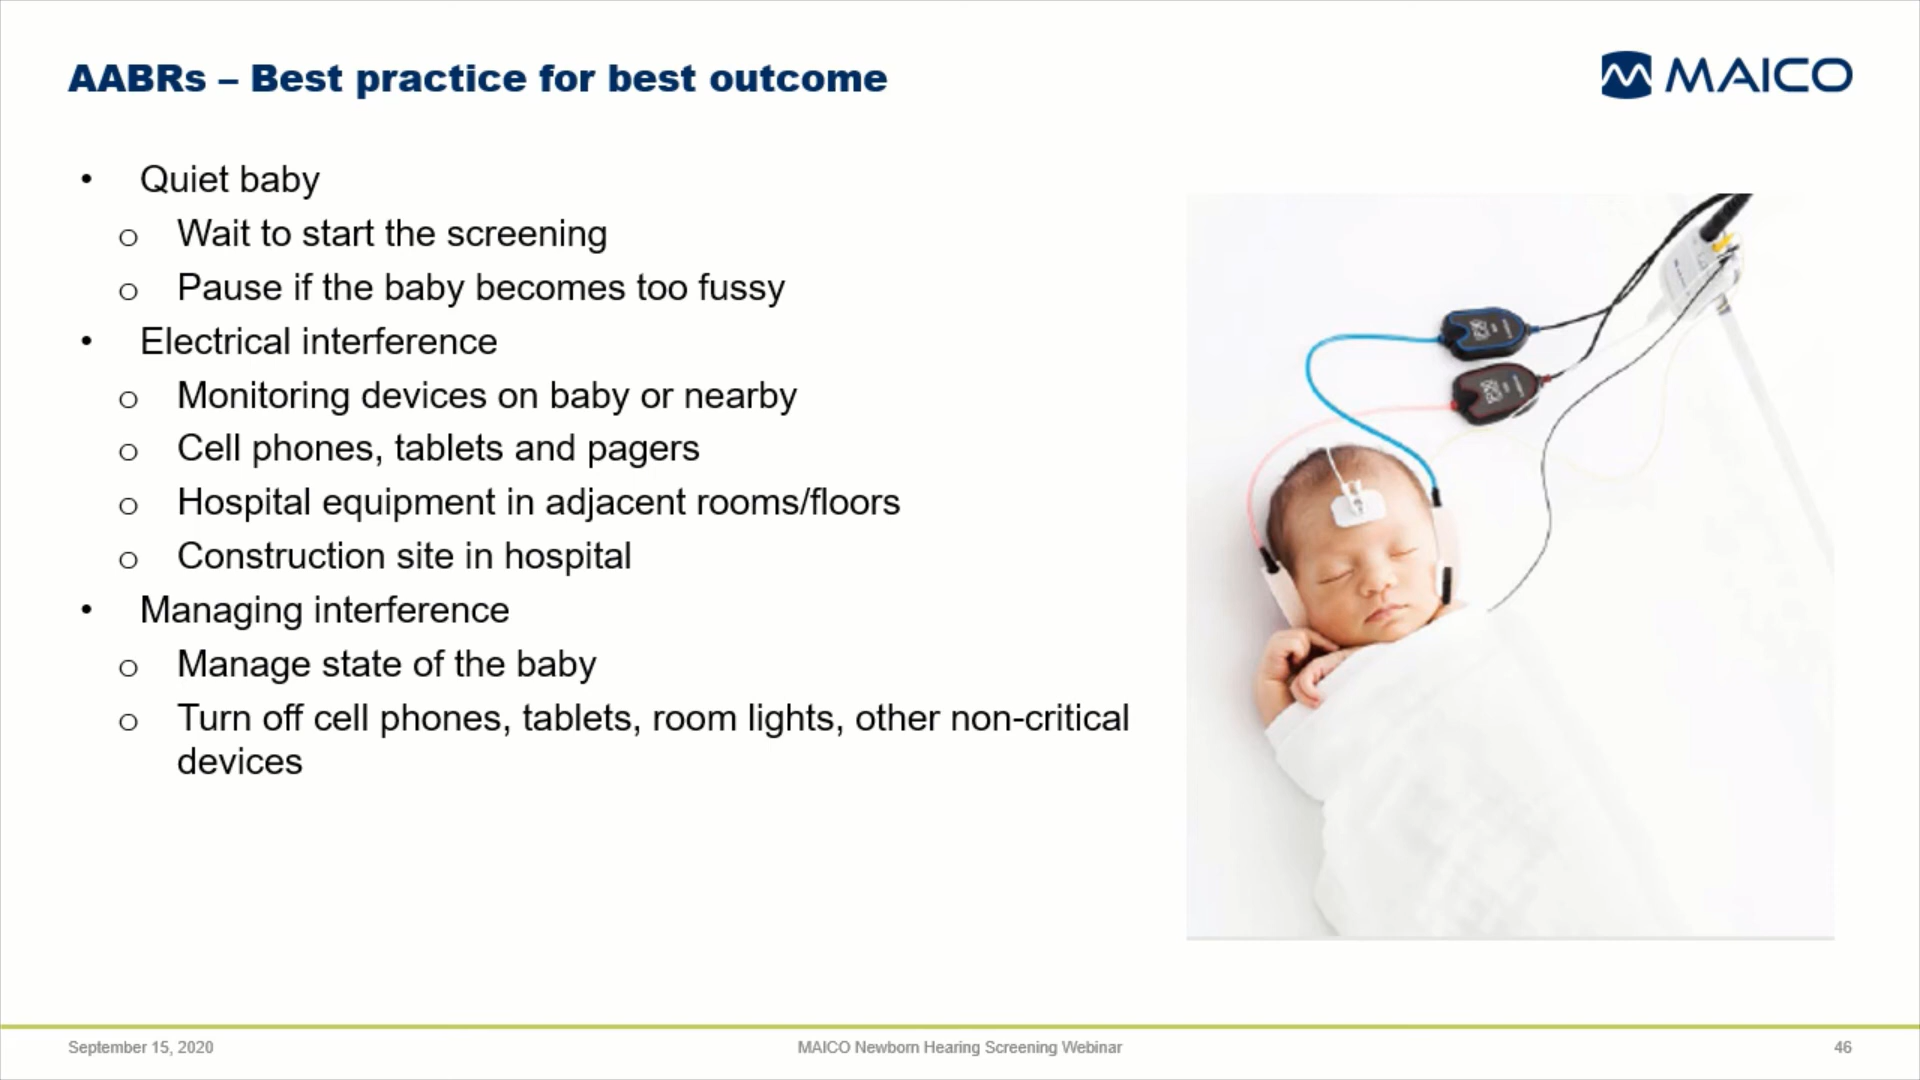 AABRs – Best practice for best outcome
MAICO
• Quiet baby
o Wait to start the screening
o Pause if the baby becomes too fussy
• Electrical interference
o Monitoring devices on baby or nearby
o Cell phones, tablets and pagers
o Hospital equipment in adjacent rooms/floors
o Construction site in hospital
• Managing interference
o Manage state of the baby
o Turn off cell phones, tablets, room lights, other non-critical
devices
September 15, 2020
MAICO Newborn Hearing Screening Webinar
46